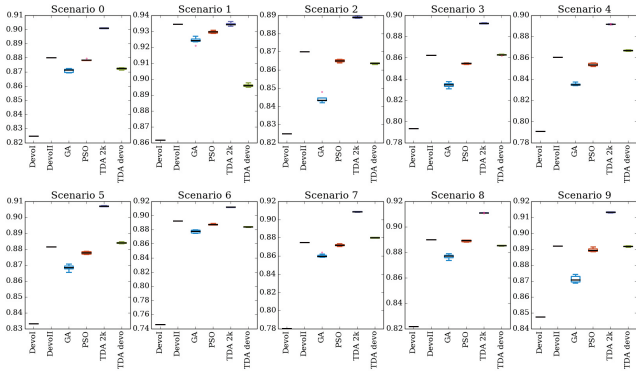 Scenario 0
0.91
0.90
0.89
0.88
0.87
0.86
0.85
0.84
0.83
0.82
DevoI
DevoII
GA
PSO
TDA 2k
TDA devo
Scenario 1
0.94
0.93
0.92
0.91
0.90
0.89
0.88
0.87
0.86
DevoI
DevoII
GA
PSO
TDA 2k
TDA devo
Scenario 2
0.89
0.88
0.87
0.86
0.85
0.84
0.83
0.82
DevoI
DevoII
GA
PSO
TDA 2k
TDA devo
Scenario 3
0.90
0.88
0.86
0.84
0.82
0.80
0.78
DevoI
DevoII
GA
PSO
TDA 2k
TDA devo
Scenario 4
0.90
0.88
0.86
0.84
0.82
0.80
0.78
DevoI
DevoII
GA
PSO
TDA 2k
TDA devo
Scenario 5
0.91
0.90
0.89
0.88
0.87
0.86
0.85
0.84
0.83
DevoI
DevoII
GA
PSO
TDA 2k
TDA devo
Scenario 6
0.92
0.90
0.88
0.86
0.84
0.82
0.80
0.78
0.76
0.74
DevoI
DevoII
GA
PSO
TDA 2k
TDA devo
Scenario 7
0.92
0.90
0.88
0.86
0.84
0.82
0.80
0.78
DevoI
DevoII
GA
PSO
TDA 2k
TDA devo
Scenario 8
0.92
0.90
0.88
0.86
0.84
0.82
DevoI
DevoII
GA
PSO
TDA 2k
TDA devo
Scenario 9
0.92
0.91
0.90
0.89
0.88
0.87
0.86
0.85
0.84
DevoI
DevoII
GA
PSO
TDA 2k
TDA devo